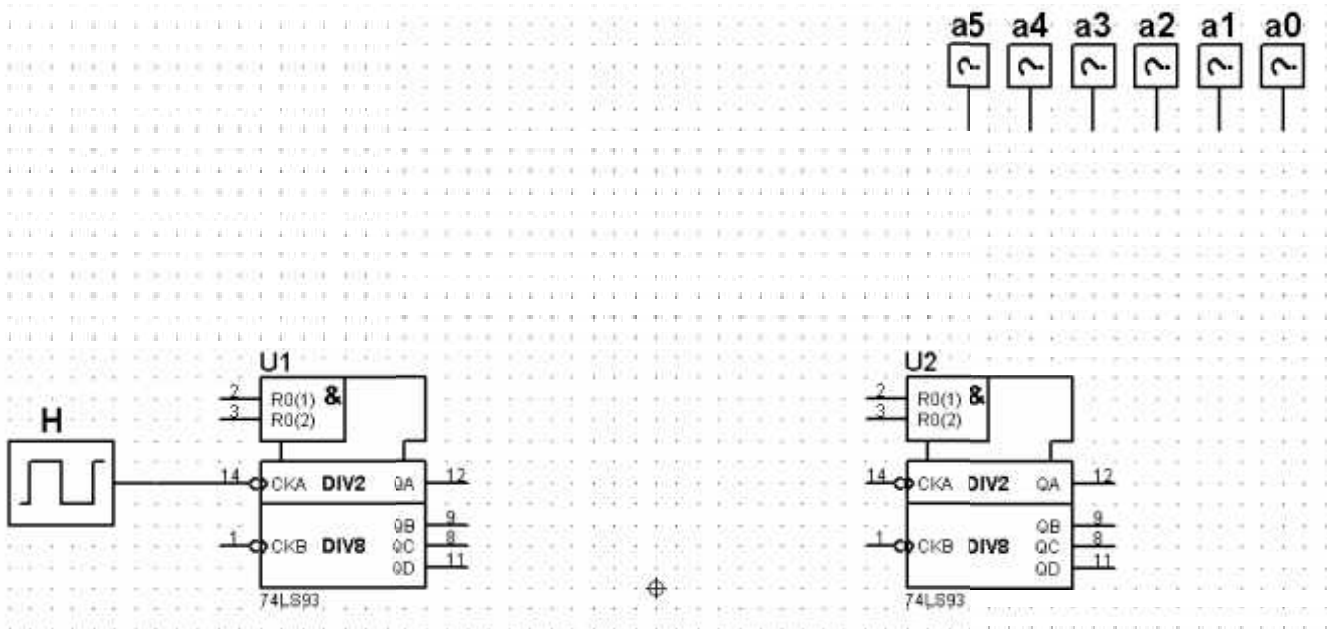 a5 a4 a3 a2 a1 a0
? ? ? ? ? ?
U1
2 R0(1) &
3 R0(2)
H
14 CKA DIV2 QA 12
QB 9
1 CKB DIV8 QC 8
QD 11
74LS93
U2
2 R0(1) &
3 R0(2)
14 CKA DIV2 QA 12
QB 9
1 CKB DIV8 QC 8
QD 11
74LS93